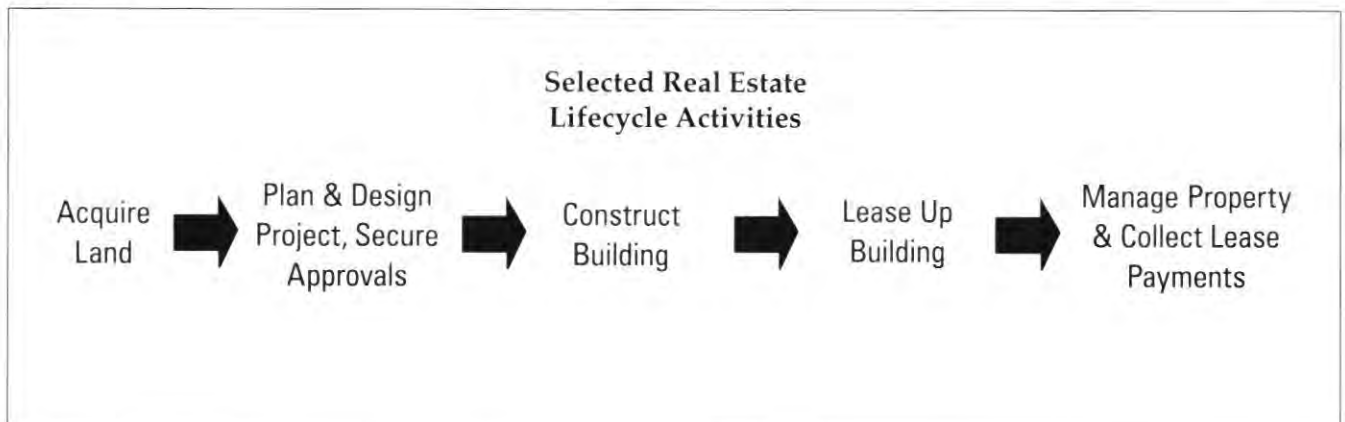 Selected Real Estate
Lifecycle Activities
Acquire
Land
Plan & Design
Project, Secure
Approvals
Construct
Building
Lease Up
Building
Manage Property
& Collect Lease
Payments